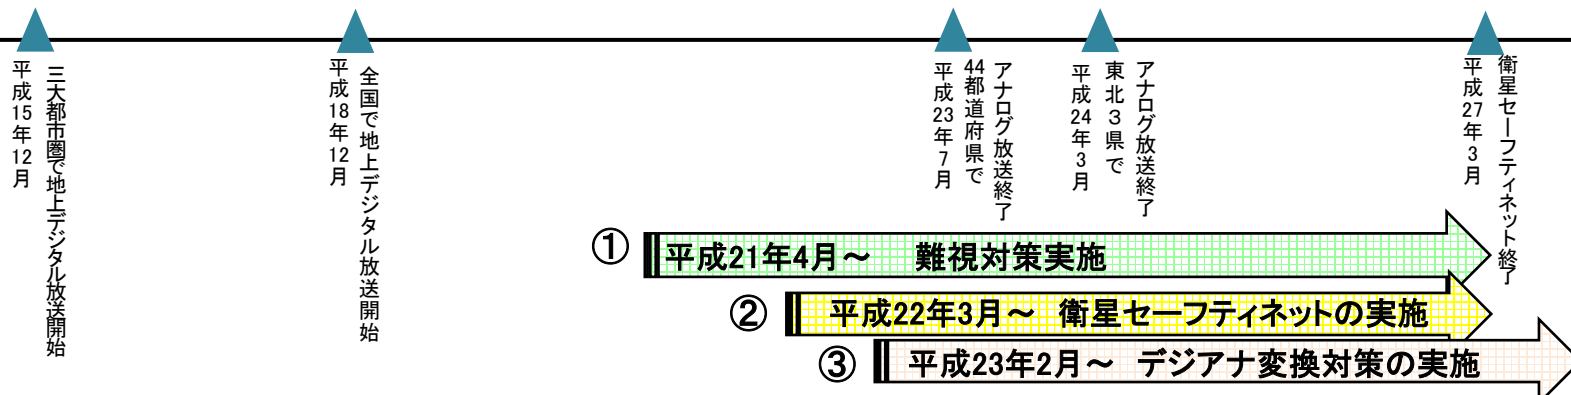 平成15年12月
三大都市圏で地上デジタル放送開始
平成18年12月
全国で地上デジタル放送開始
平成23年7月
44都道府県で
アナログ放送終了
平成24年3月
東北3県で
アナログ放送終了
平成27年3月
衛星セーフティネット終了
① 平成21年4月～　難視対策実施
② 平成22年3月～　衛星セーフティネットの実施
③ 平成23年2月～　デジアナ変換対策の実施